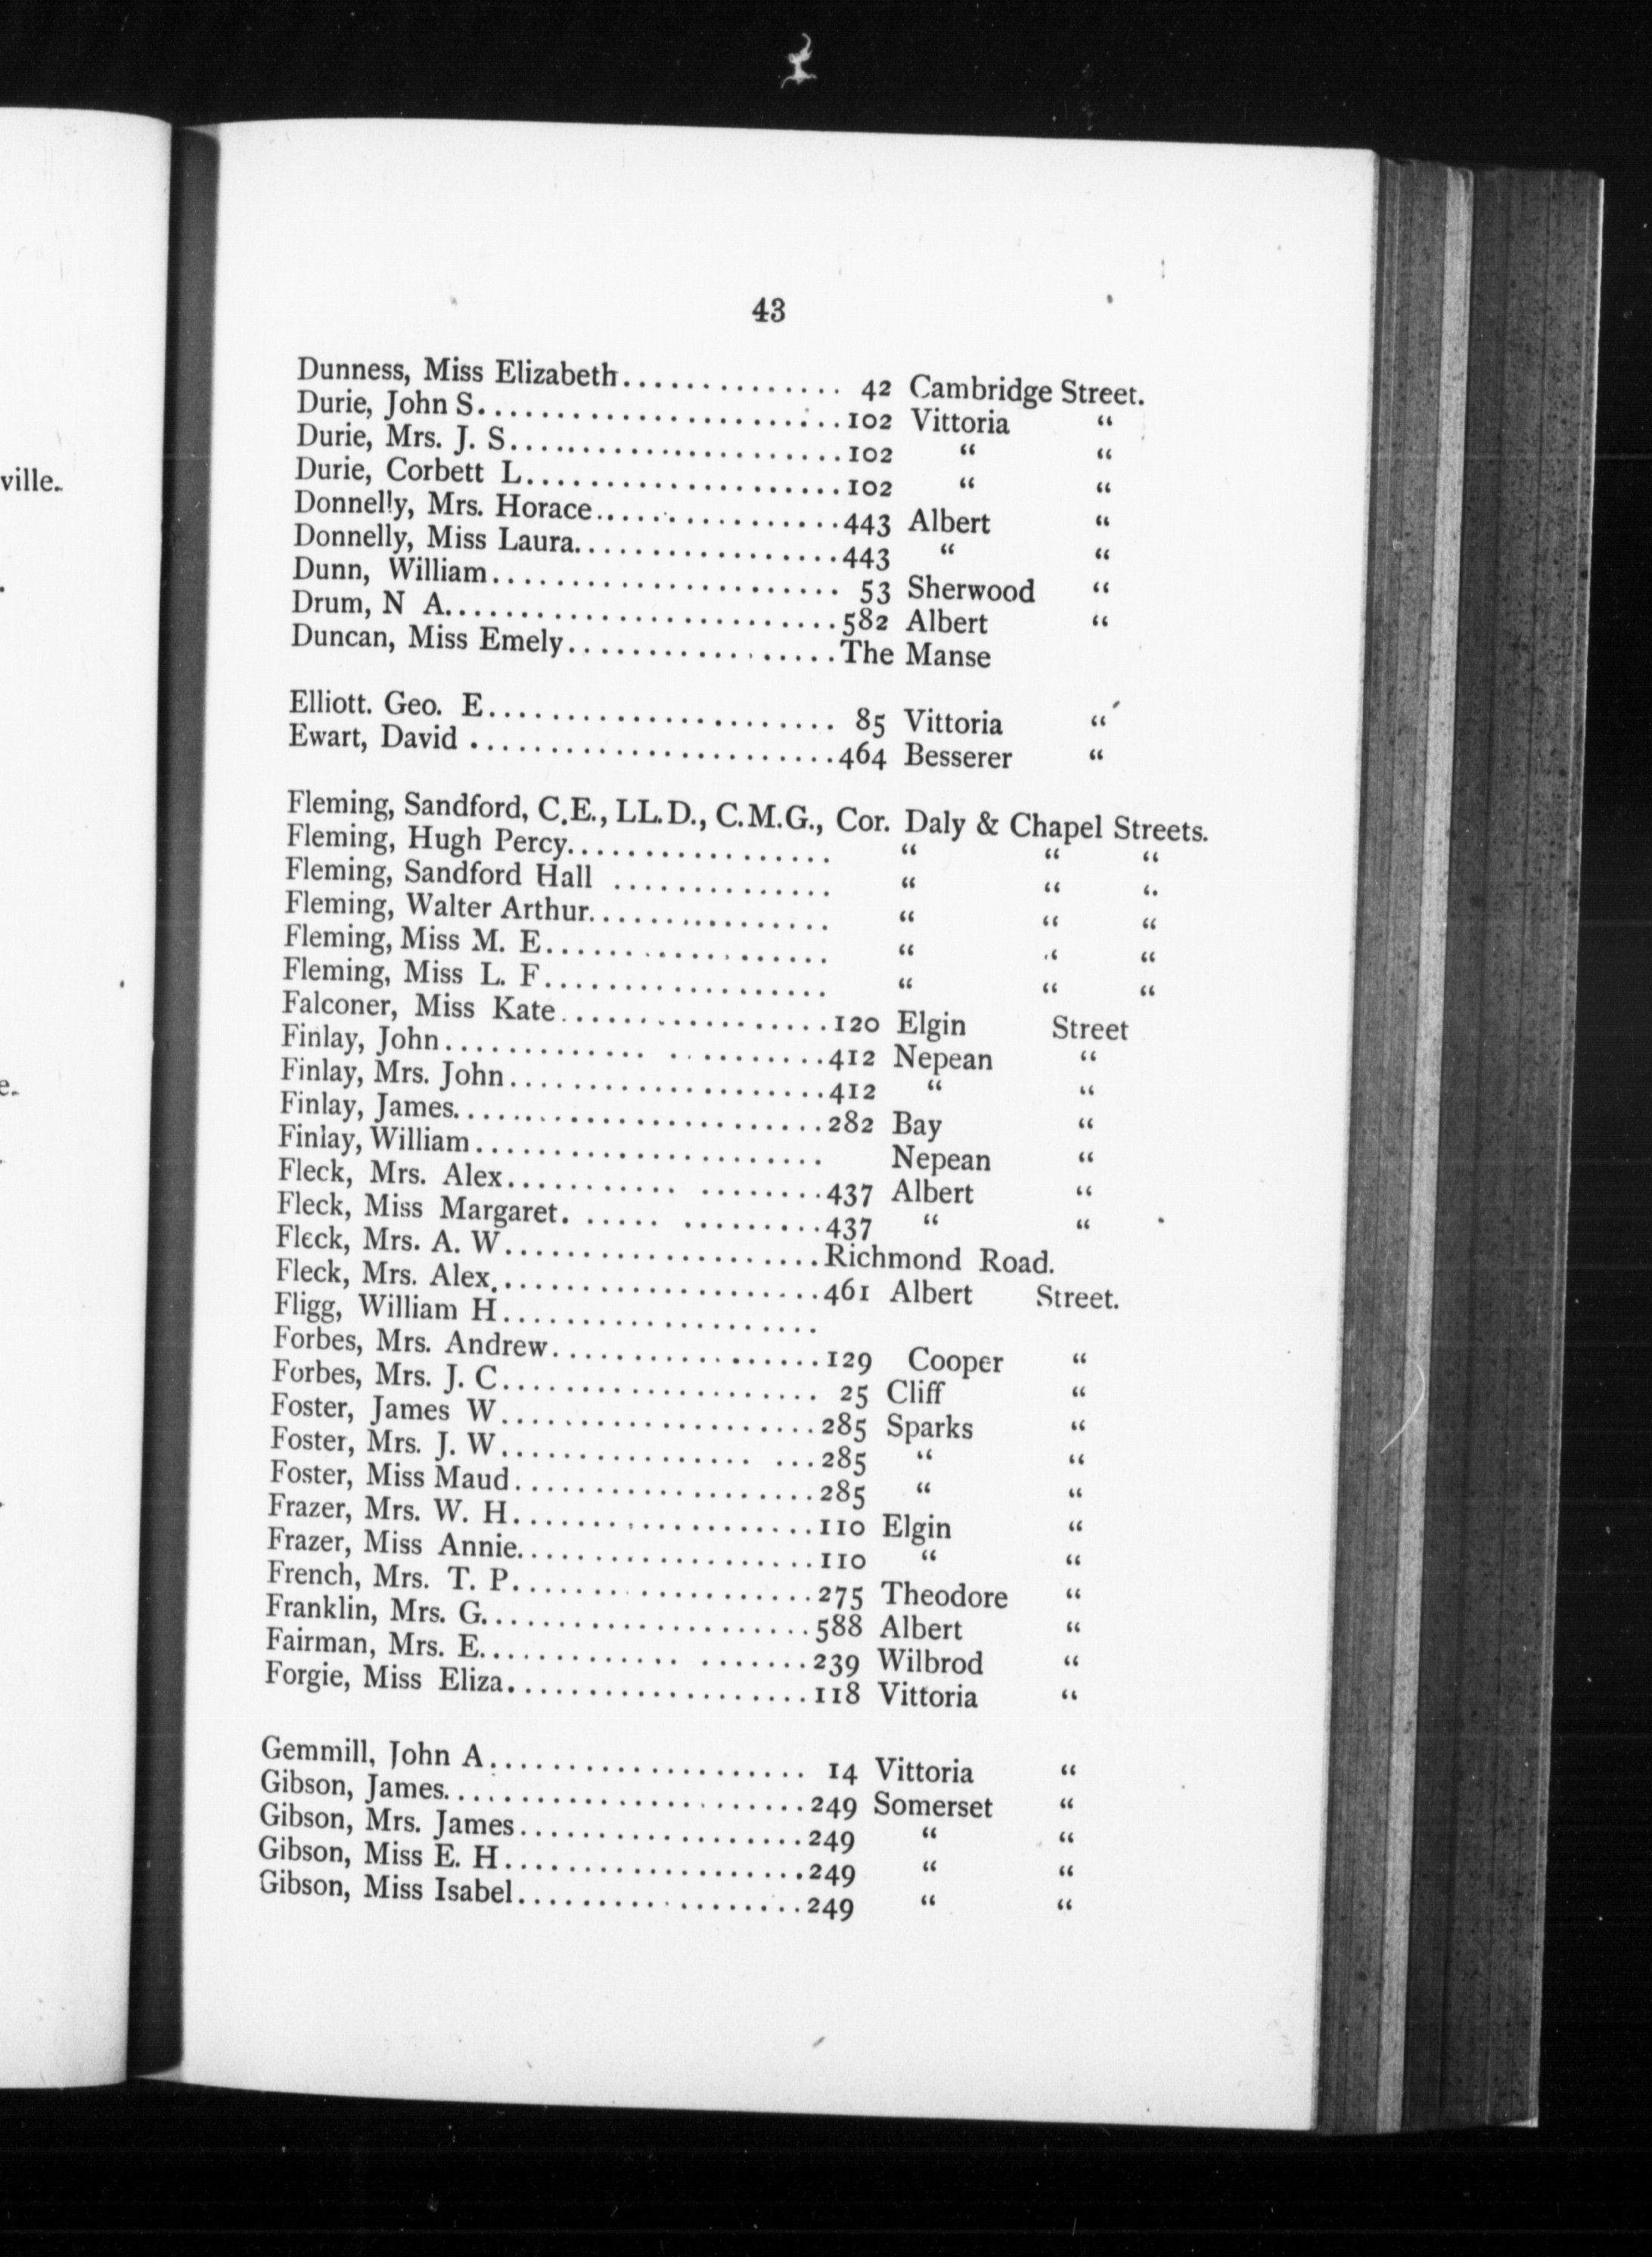 43
Dunness, Miss Elizabeth.............. 42 Cambridge Street.
Durie, John S.......................102 Vittoria “
Durie, Mrs. J. S.....................102 “ “
Durie, Corbett L....................102 “ “
Donnelly, Mrs. Horace................443 Albert “
Donnelly, Miss Laura.................443 “ “
Dunn, William...................... 53 Sherwood “
Drum, N A.........................582 Albert “
Duncan, Miss Emely.................The Manse
Elliott. Geo. E...................... 85 Vittoria “
Ewart, David .......................464 Besserer “
Fleming, Sandford, C.E., LL.D., C.M.G., Cor. Daly & Chapel Streets.
Fleming, Hugh Percy................. “ “ “
Fleming, Sandford Hall .............. “ “ “
Fleming, Walter Arthur............... “ “ “
Fleming, Miss M. E.................. “ “ “
Fleming, Miss L. F.................. “ “ “
Falconer, Miss Kate.................120 Elgin Street
Finlay, John.......................412 Nepean “
Finlay, Mrs. John....................412 “ “
Finlay, James.......................282 Bay “
Finlay, William...................... Nepean “
Fleck, Mrs. Alex....................437 Albert “
Fleck, Miss Margaret. ..... .........437 “ “
Fleck, Mrs. A. W....................Richmond Road.
Fleck, Mrs. Alex.....................461 Albert Street.
Fligg, William H....................
Forbes, Mrs. Andrew.................129 Cooper “
Forbes, Mrs. J. C.................... 25 Cliff “
Foster, James W....................285 Sparks “
Foster, Mrs. J. W................ ...285 “ “
Foster, Miss Maud...................285 “ “
Frazer, Mrs. W. H...................110 Elgin “
Frazer, Miss Annie...................110 “ “
French, Mrs. T. P...................275 Theodore “
Franklin, Mrs. G.....................588 Albert “
Fairman, Mrs. E............. .......239 Wilbrod “
Forgie, Miss Eliza...................118 Vittoria “
Gemmill, John A.................... 14 Vittoria “
Gibson, James.......................249 Somerset “
Gibson, Mrs. James..................249 “ “
Gibson, Miss E. H...................249 “ “
Gibson, Miss Isabel..................249 “ “